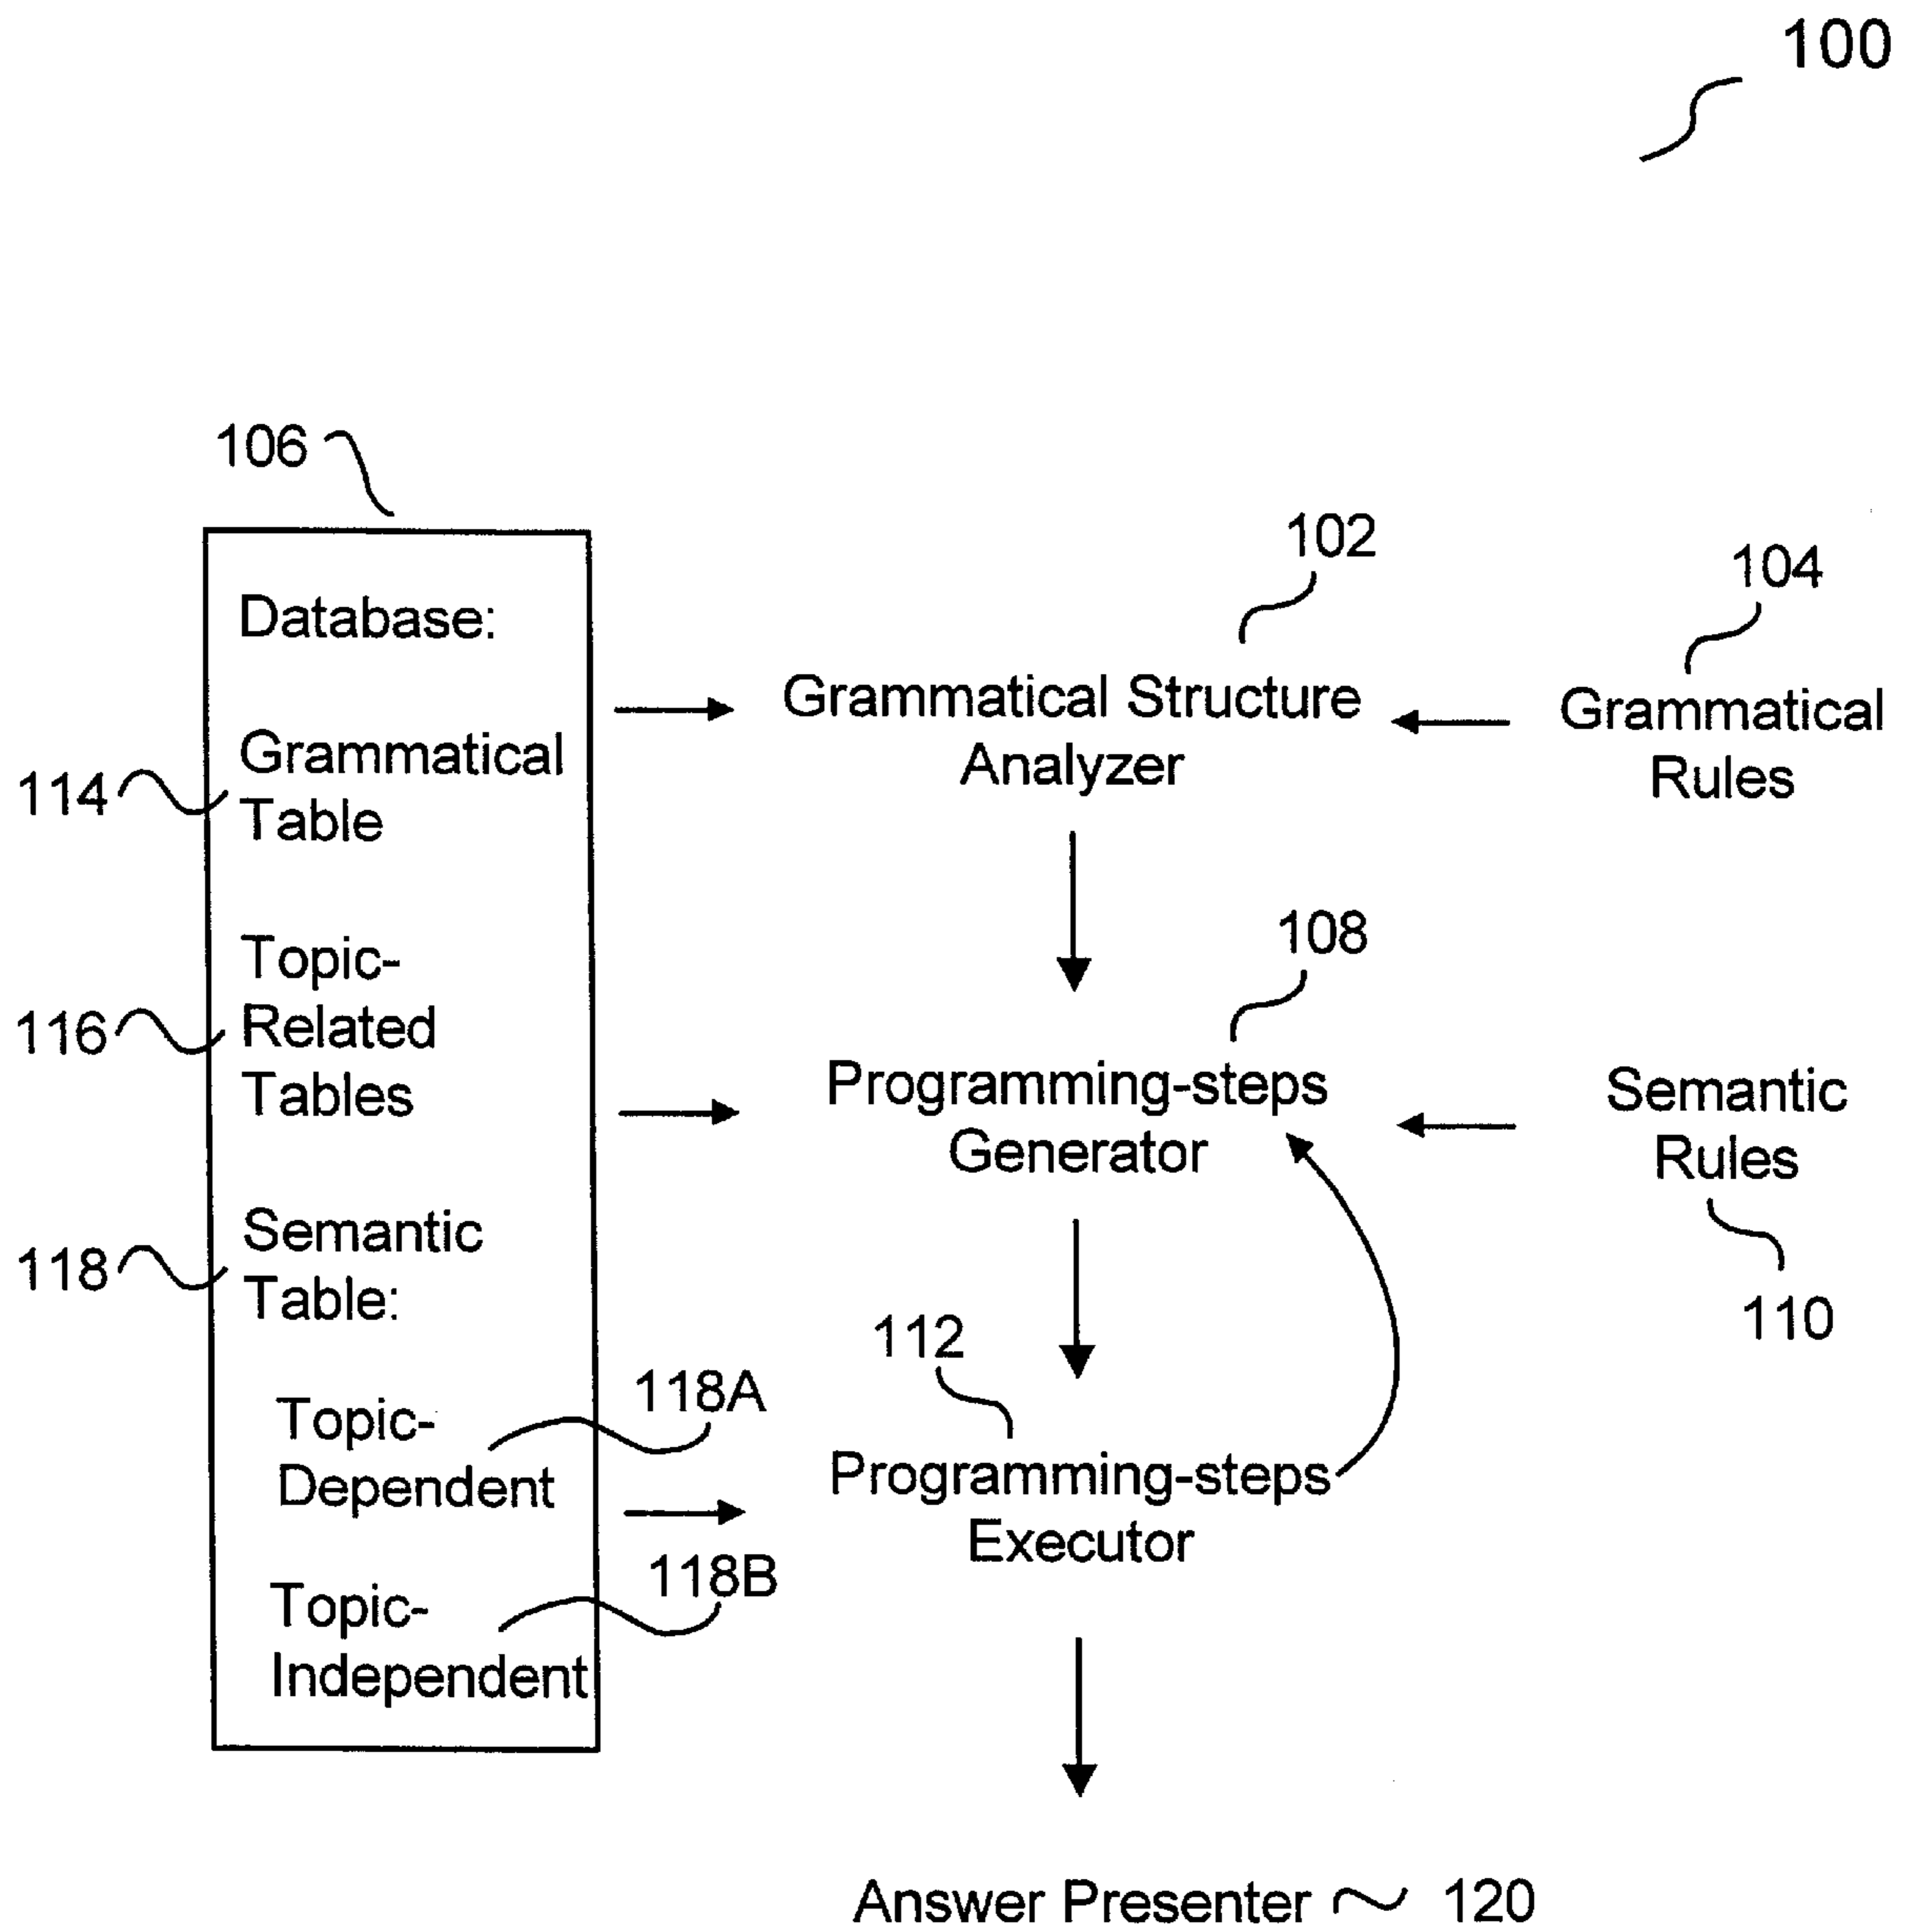 100
106
102
104
Database:
Grammatical Structure
Analyzer
Grammatical
Rules
Grammatical
Table
114
Topic-
Related
Tables
116
108
Programming-steps
Generator
Semantic
Rules
110
Semantic
Table:
118
112
118A
Topic-
Dependent
Programming-steps
Executor
118B
Topic-
Independent
Answer Presenter 120